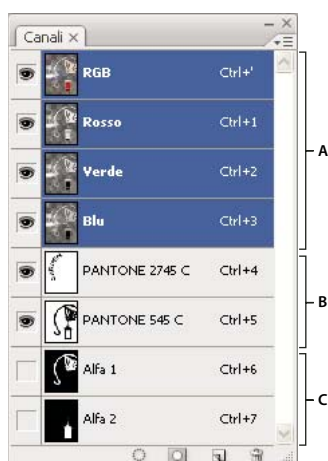 Canali ×
RGB Ctrl+'
Rosso Ctrl+1
Verde Ctrl+2
Blu Ctrl+3
A
PANTONE 2745 C Ctrl+4
PANTONE 545 C Ctrl+5
B
Alfa 1 Ctrl+6
Alfa 2 Ctrl+7
C